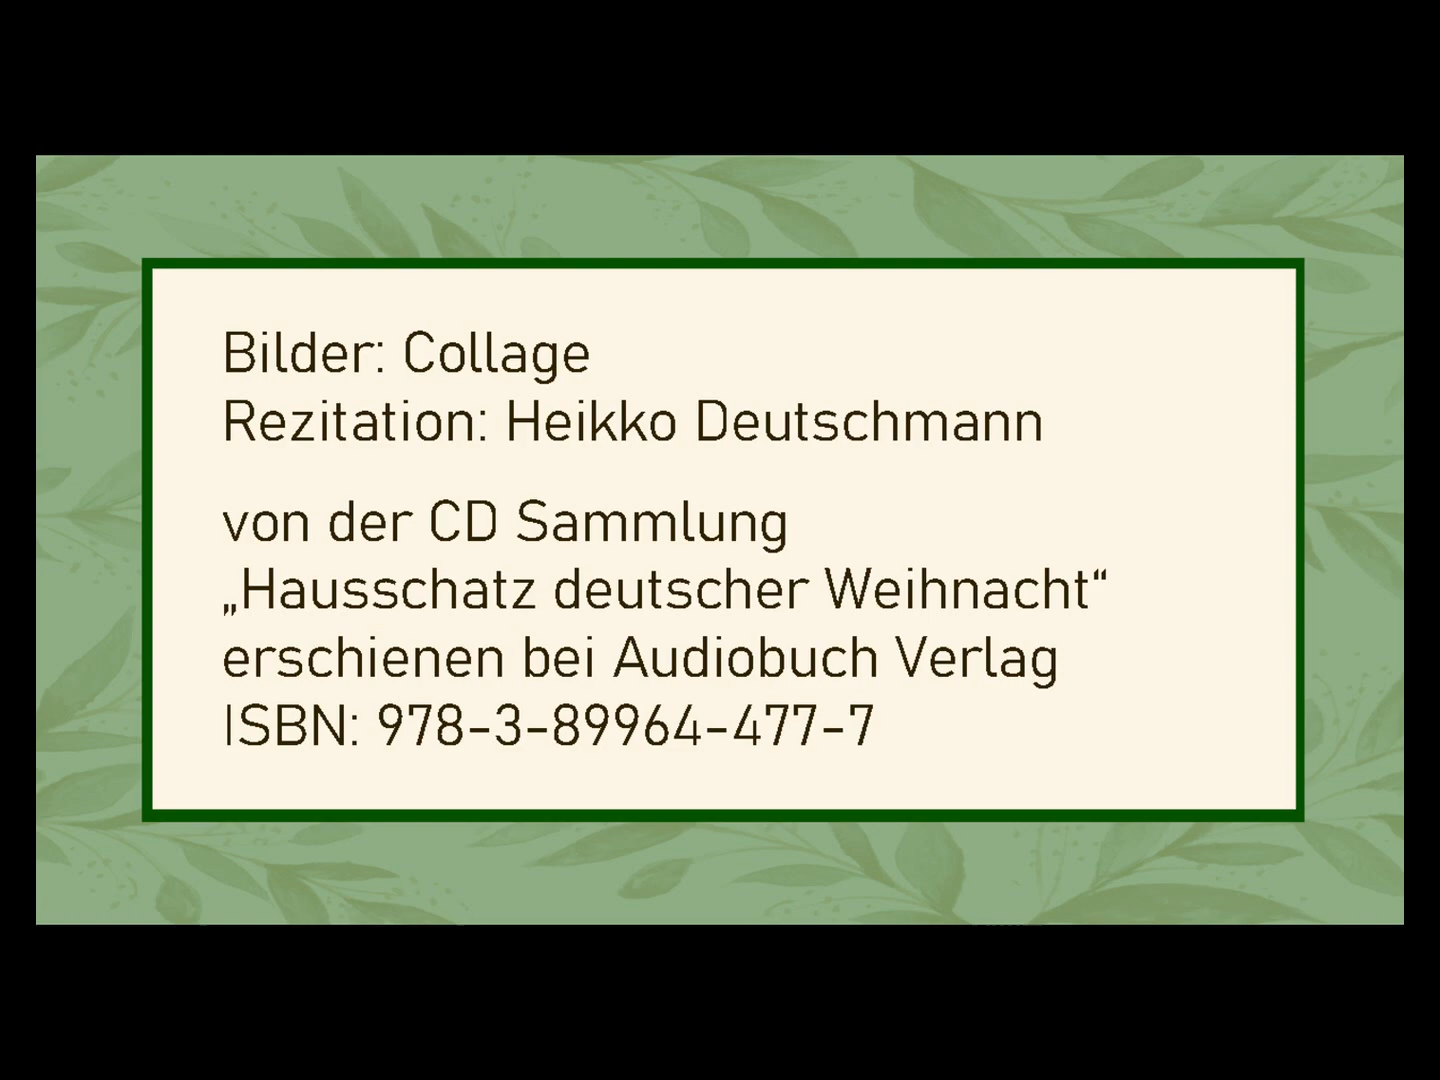 Bilder: Collage
Rezitation: Heikko Deutschmann
von der CD Sammlung
„Hausschatz deutscher Weihnacht“
erschienen bei Audiobuch Verlag
ISBN: 978-3-89964-477-7